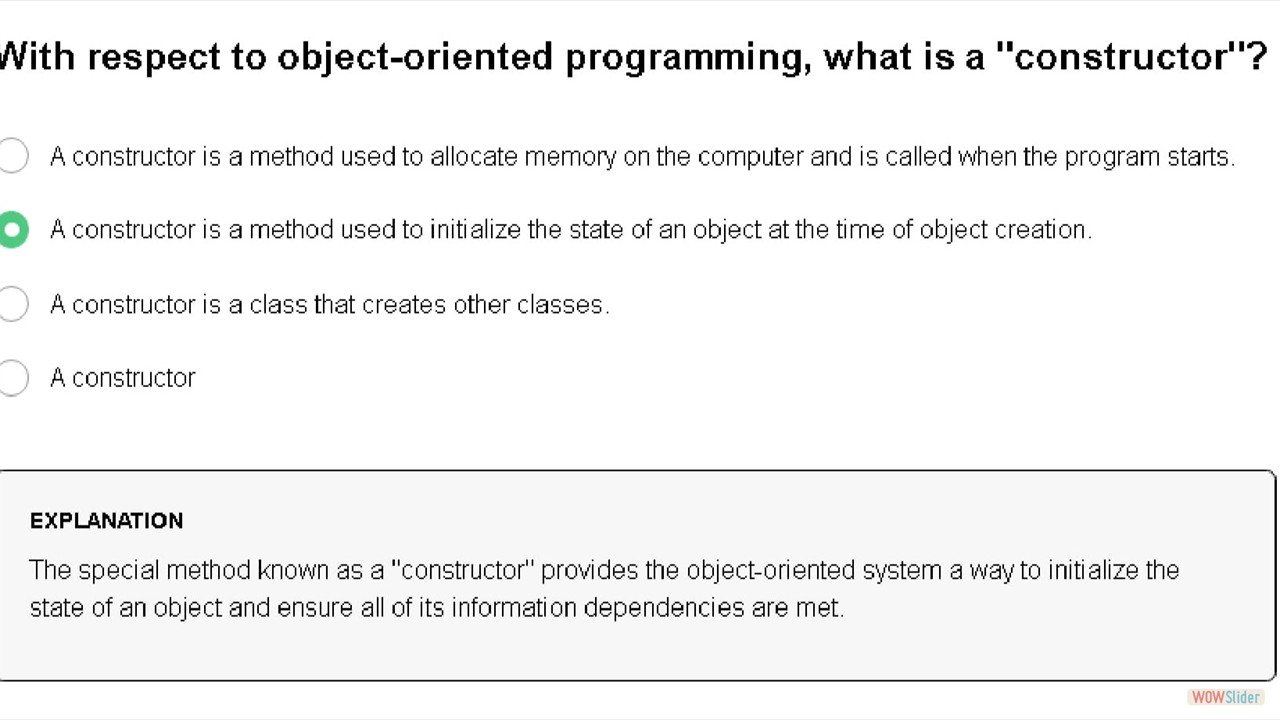 With respect to object-oriented programming, what is a "constructor"?
A constructor is a method used to allocate memory on the computer and is called when the program starts.
A constructor is a method used to initialize the state of an object at the time of object creation.
A constructor is a class that creates other classes.
A constructor
EXPLANATION
The special method known as a "constructor" provides the object-oriented system a way to initialize the
state of an object and ensure all of its information dependencies are met.
WOWSlider